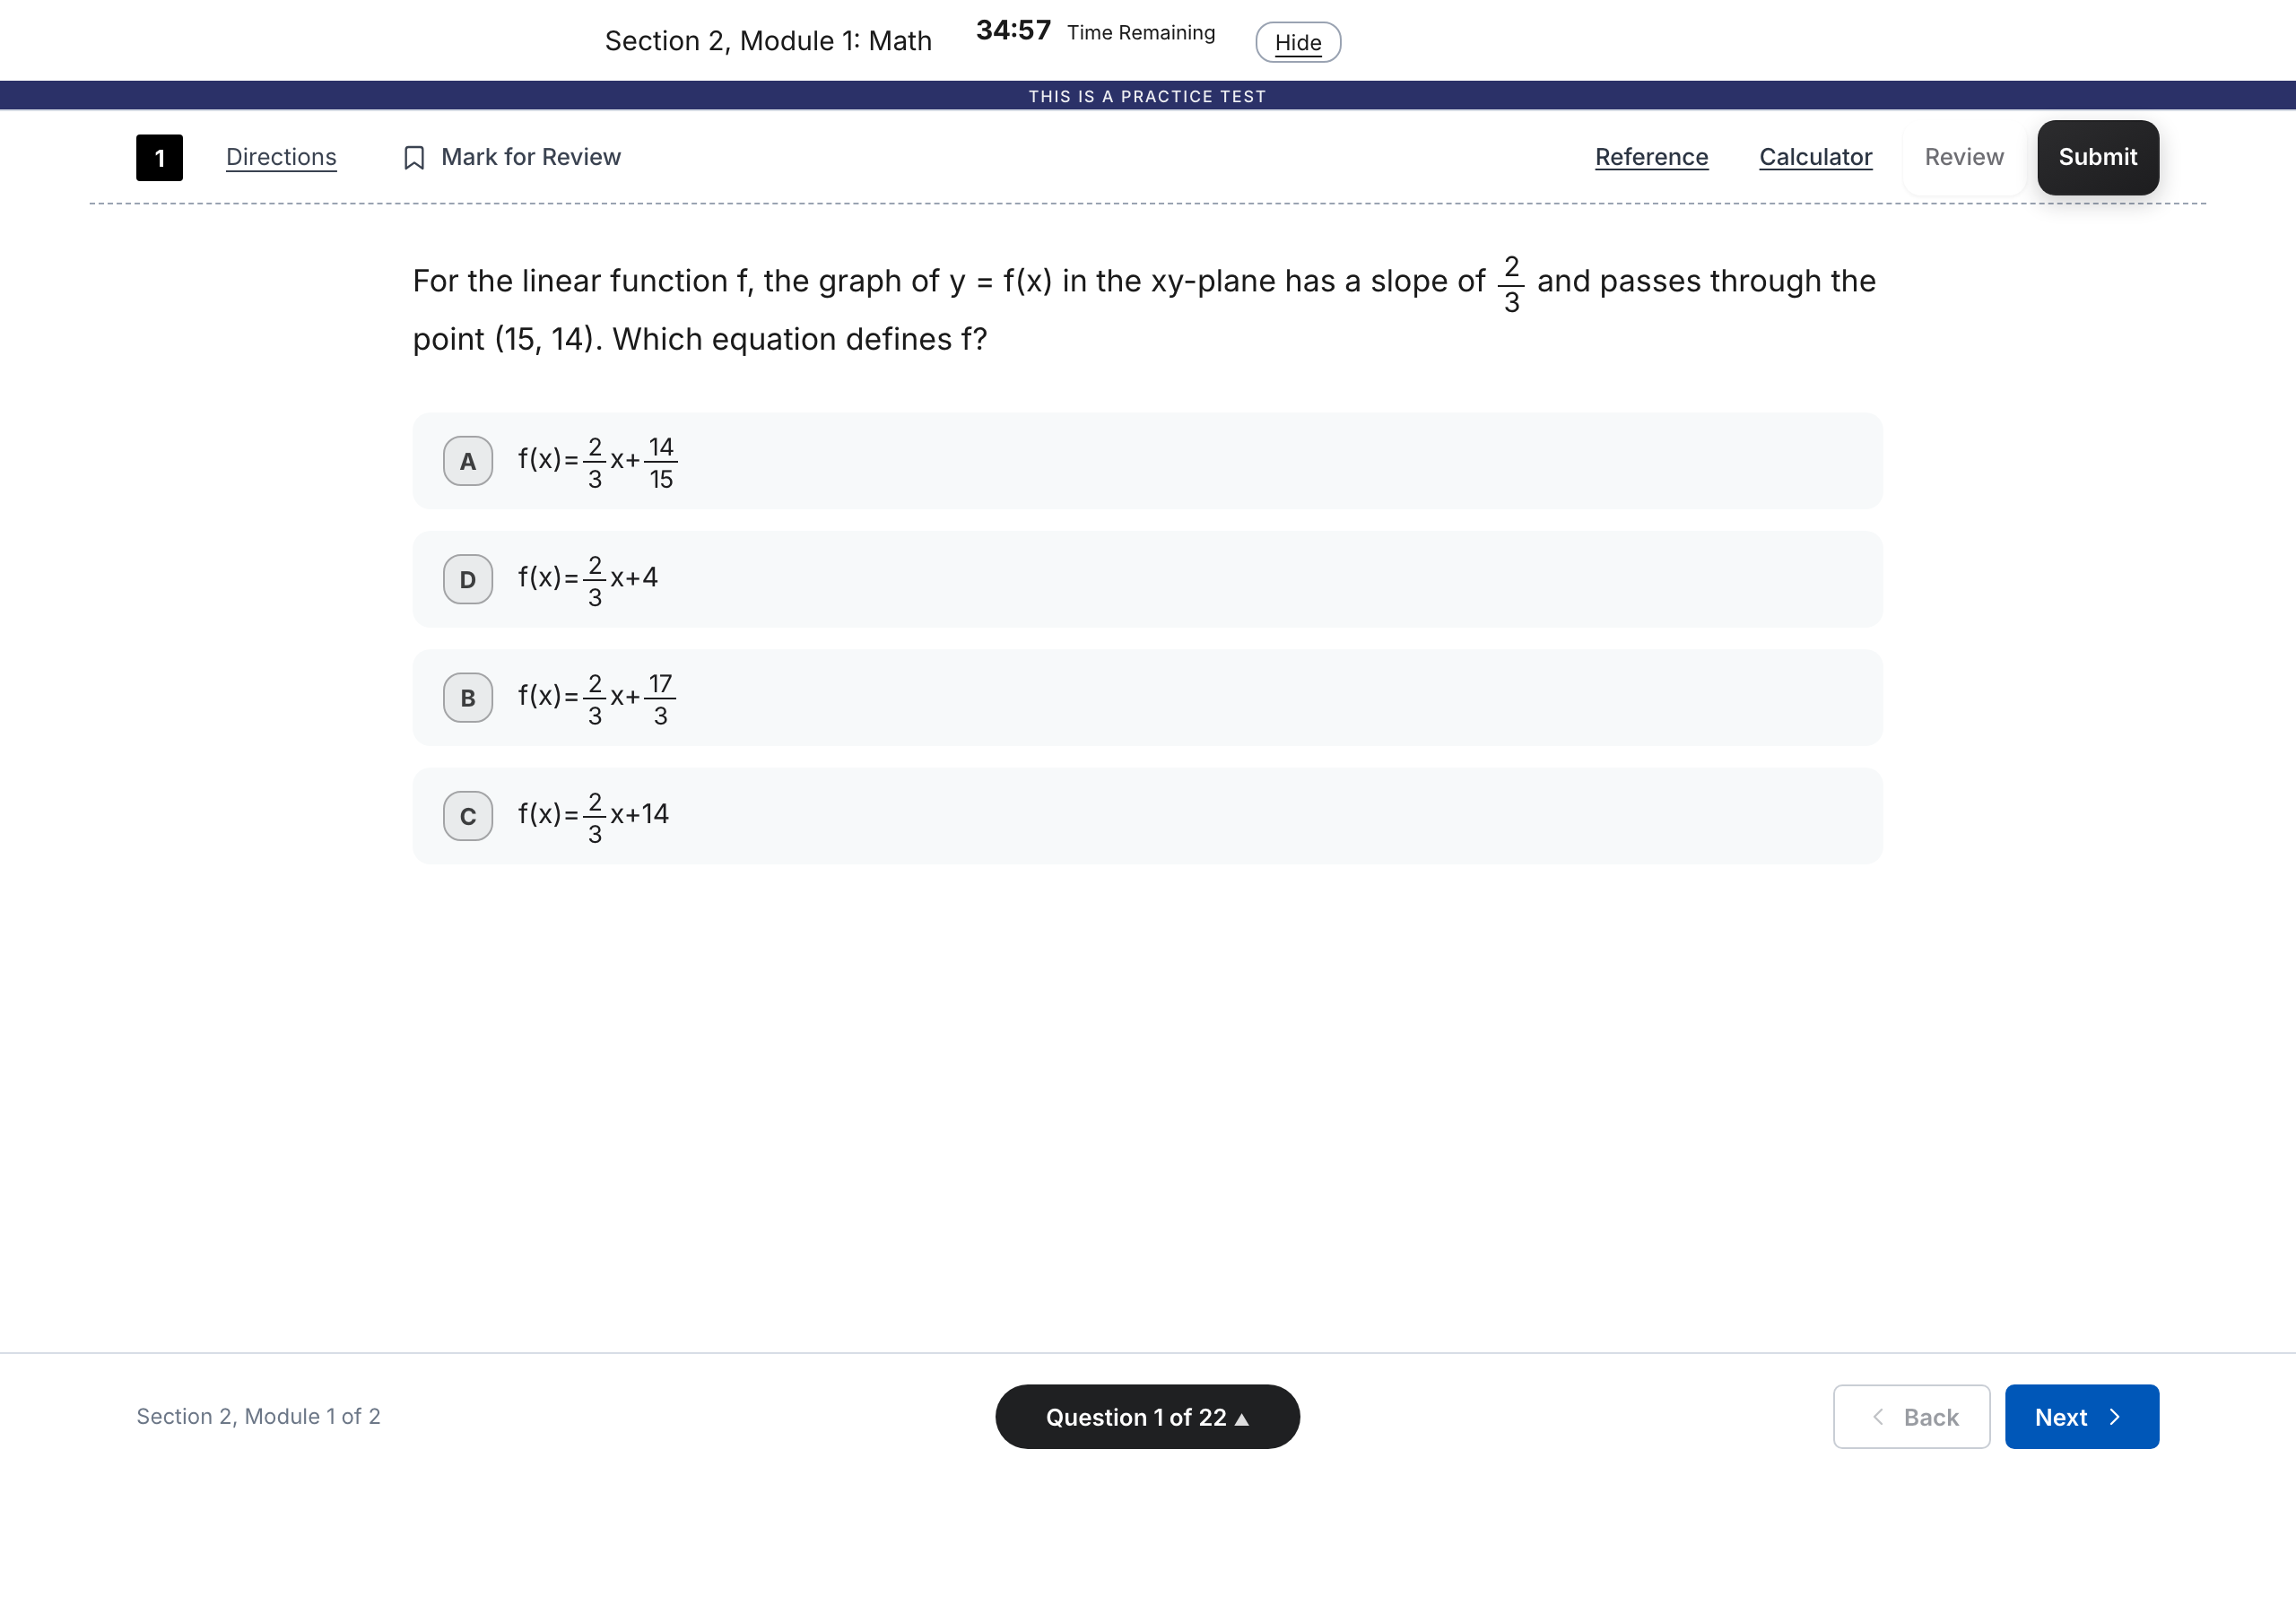 Section 2, Module 1: Math
34:57 Time Remaining
Hide
THIS IS A PRACTICE TEST
1 Directions Mark for Review Reference Calculator Review Submit
For the linear function f, the graph of y = f(x) in the xy-plane has a slope of 2/3 and passes through the
point (15, 14). Which equation defines f?
A f(x)=2/3x+14/15
D f(x)=2/3x+4
B f(x)=2/3x+17/3
C f(x)=2/3x+14
Section 2, Module 1 of 2
Question 1 of 22 ▲
Back
Next